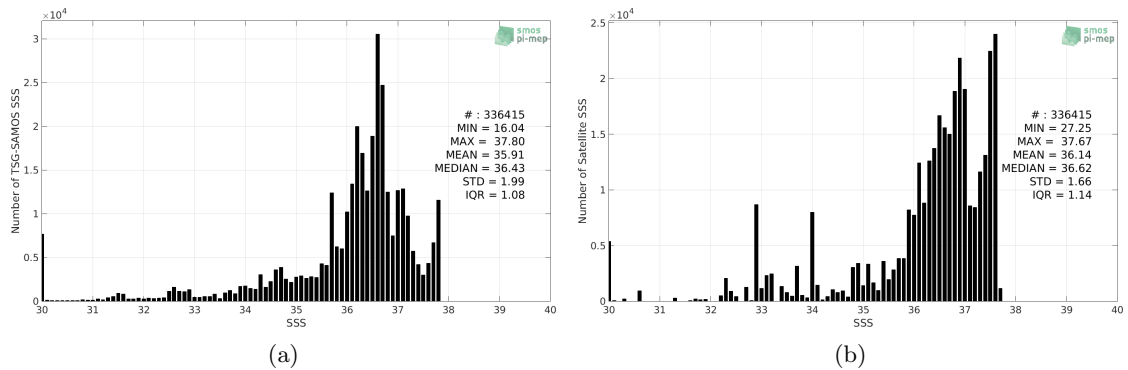 ×10⁴
smos
pi-mep
3
2.5
2
1.5
1
0.5
0
Number of TSG-SAMOS SSS
# : 336415
MIN = 16.04
MAX = 37.80
MEAN = 35.91
MEDIAN = 36.43
STD = 1.99
IQR = 1.08
30 31 32 33 34 35 36 37 38 39 40
SSS
(a)
×10⁴
smos
pi-mep
2.5
2
1.5
1
0.5
0
Number of Satellite SSS
# : 336415
MIN = 27.25
MAX = 37.67
MEAN = 36.14
MEDIAN = 36.62
STD = 1.66
IQR = 1.14
30 31 32 33 34 35 36 37 38 39 40
SSS
(b)